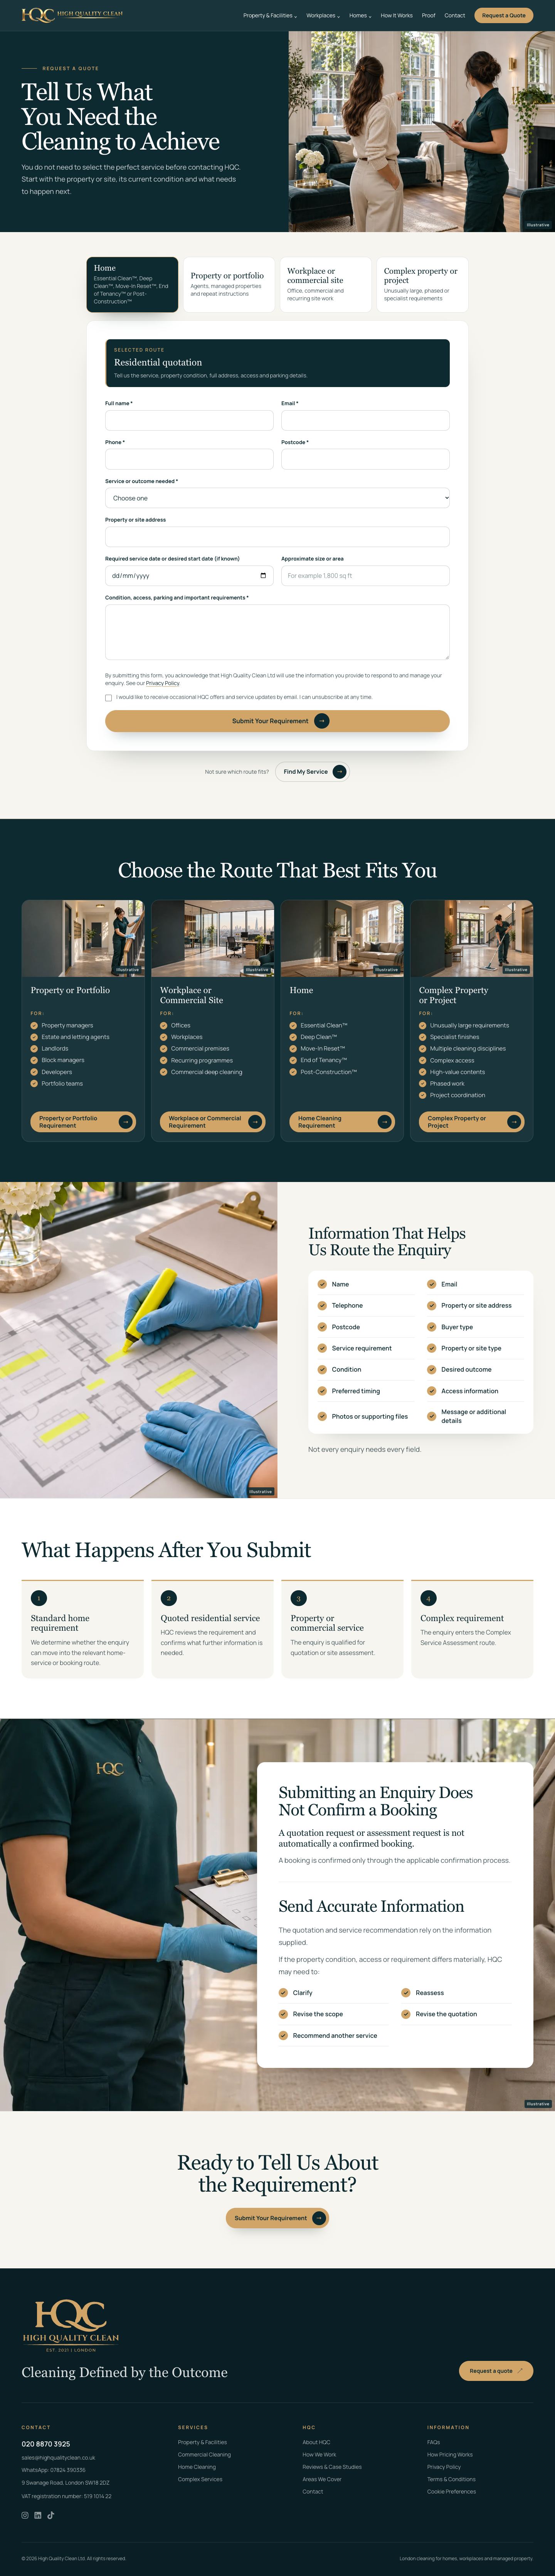 HQC HIGH QUALITY CLEAN
Property & Facilities
Workplaces
Homes
How It Works
Proof
Contact
Request a Quote
REQUEST A QUOTE
Tell Us What
You Need the
Cleaning to Achieve
You do not need to select the perfect service before contacting HQC.
Start with the property or site, its current condition and what needs
to happen next.
Illustrative
Home
Essential Clean™, Deep
Clean™, Move-In Reset™, End
of Tenancy™ or Post-
Construction™
Property or portfolio
Agents, managed properties
and repeat instructions
Workplace or
commercial site
Office, commercial and
recurring site work
Complex property or
project
Unusually large, phased or
specialist requirements
SELECTED ROUTE
Residential quotation
Tell us the service, property condition, full address, access and parking details.
Full name *
Email *
Phone *
Postcode *
Service or outcome needed *
Choose one
Property or site address
Required service date or desired start date (if known)
Approximate size or area
dd/mm/yyyy
For example 1,800 sq ft
Condition, access, parking and important requirements *
By submitting this form, you acknowledge that High Quality Clean Ltd will use the information you provide to respond to and manage your
enquiry. See our Privacy Policy.
I would like to receive occasional HQC offers and service updates by email. I can unsubscribe at any time.
Submit Your Requirement
Not sure which route fits?
Find My Service
Choose the Route That Best Fits You
Illustrative
Illustrative
Illustrative
Illustrative
Property or Portfolio
FOR:
Property managers
Estate and letting agents
Landlords
Block managers
Developers
Portfolio teams
Property or Portfolio
Requirement
Workplace or
Commercial Site
FOR:
Offices
Workplaces
Commercial premises
Recurring programmes
Commercial deep cleaning
Workplace or Commercial
Requirement
Home
FOR:
Essential Clean™
Deep Clean™
Move-In Reset™
End of Tenancy™
Post-Construction™
Home Cleaning
Requirement
Complex Property
or Project
FOR:
Unusually large requirements
Specialist finishes
Multiple cleaning disciplines
Complex access
High-value contents
Phased work
Project coordination
Complex Property or
Project
Illustrative
Information That Helps
Us Route the Enquiry
Name
Email
Telephone
Property or site address
Postcode
Buyer type
Service requirement
Property or site type
Condition
Desired outcome
Preferred timing
Access information
Photos or supporting files
Message or additional
details
Not every enquiry needs every field.
What Happens After You Submit
1
Standard home
requirement
We determine whether the enquiry
can move into the relevant home-
service or booking route.
2
Quoted residential service
HQC reviews the requirement and
confirms what further information is
needed.
3
Property or
commercial service
The enquiry is qualified for
quotation or site assessment.
4
Complex requirement
The enquiry enters the Complex
Service Assessment route.
HQC
Submitting an Enquiry Does
Not Confirm a Booking
A quotation request or assessment request is not
automatically a confirmed booking.
A booking is confirmed only through the applicable confirmation process.
Send Accurate Information
The quotation and service recommendation rely on the information
supplied.
If the property condition, access or requirement differs materially, HQC
may need to:
Clarify
Reassess
Revise the scope
Revise the quotation
Recommend another service
Illustrative
Ready to Tell Us About
the Requirement?
Submit Your Requirement
HQC
HIGH QUALITY CLEAN
EST. 2021 | LONDON
Cleaning Defined by the Outcome
Request a quote
CONTACT
020 8870 3925
sales@highqualityclean.co.uk
WhatsApp: 07824 390336
9 Swanage Road, London SW18 2DZ
VAT registration number: 519 1014 22
SERVICES
Property & Facilities
Commercial Cleaning
Home Cleaning
Complex Services
HQC
About HQC
How We Work
Reviews & Case Studies
Areas We Cover
Contact
INFORMATION
FAQs
How Pricing Works
Privacy Policy
Terms & Conditions
Cookie Preferences
© 2026 High Quality Clean Ltd. All rights reserved.
London cleaning for homes, workplaces and managed property.